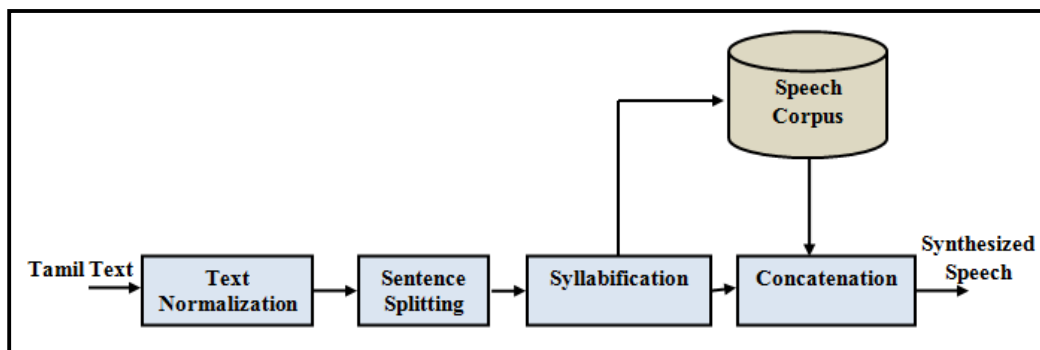 Speech
Corpus
Tamil Text
Text
Normalization
Sentence
Splitting
Syllabification
Concatenation
Synthesized
Speech